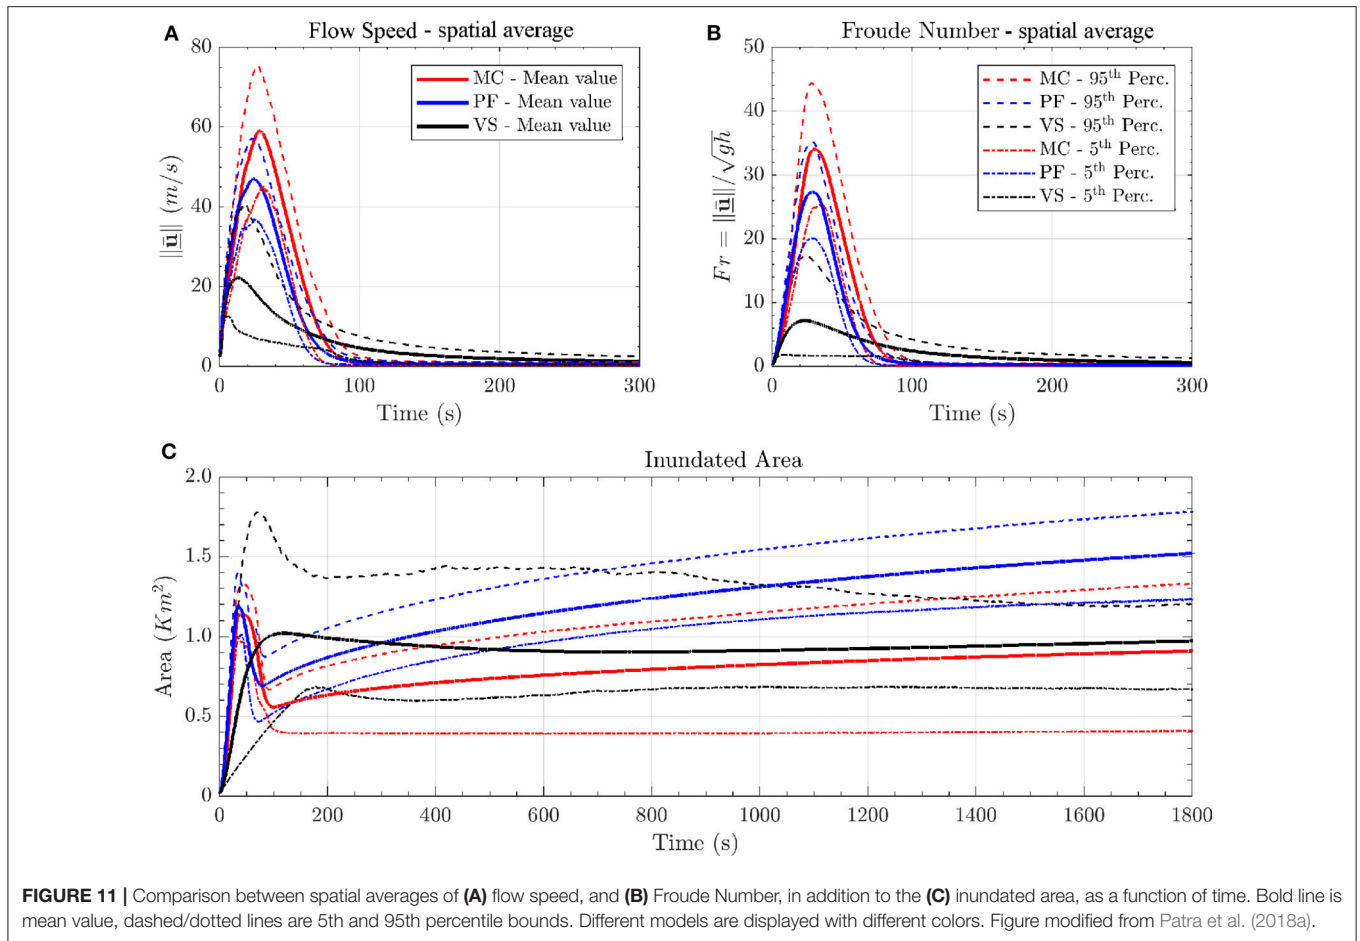 A
Flow Speed - spatial average
80
60
40
20
0
||ū|| (m/s)
MC - Mean value
PF - Mean value
VS - Mean value
0 100 200 300
Time (s)
B
Froude Number - spatial average
50
40
30
20
10
0
Fr = ||ū||/√gh
MC - 95th Perc.
PF - 95th Perc.
VS - 95th Perc.
MC - 5th Perc.
PF - 5th Perc.
VS - 5th Perc.
0 100 200 300
Time (s)
C
Inundated Area
2.0
1.5
1.0
0.5
0
Area (Km²)
0 200 400 600 800 1000 1200 1400 1600 1800
Time (s)
FIGURE 11 | Comparison between spatial averages of (A) flow speed, and (B) Froude Number, in addition to the (C) inundated area, as a function of time. Bold line is
mean value, dashed/dotted lines are 5th and 95th percentile bounds. Different models are displayed with different colors. Figure modified from Patra et al. (2018a).